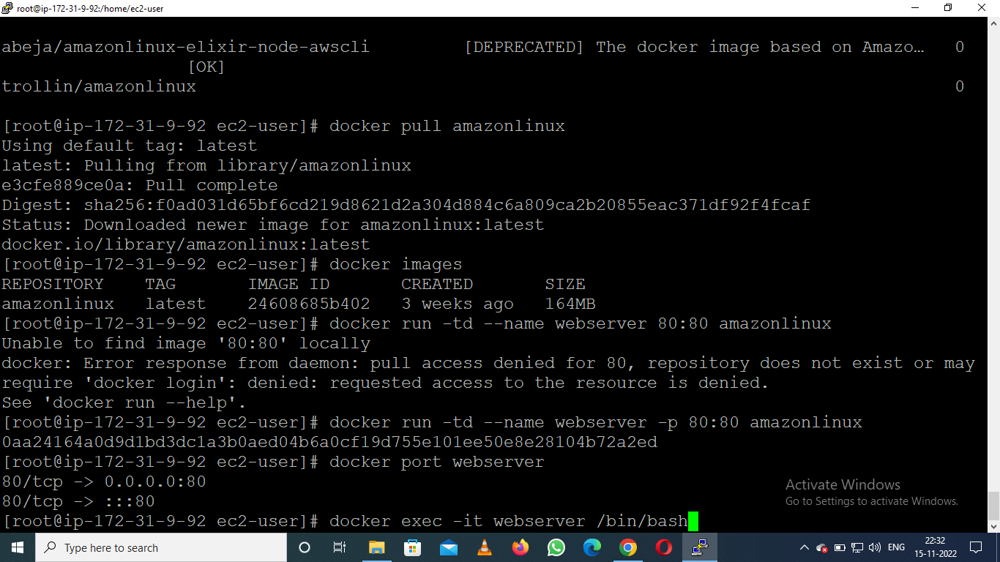 root@ip-172-31-9-92:/home/ec2-user
abeja/amazonlinux-elixir-node-awscli [DEPRECATED] The docker image based on Amazo… 0
[OK]
trollin/amazonlinux 0
[root@ip-172-31-9-92 ec2-user]# docker pull amazonlinux
Using default tag: latest
latest: Pulling from library/amazonlinux
e3cfe889ce0a: Pull complete
Digest: sha256:f0ad031d65bf6cd219d8621d2a304d884c6a809ca2b20855eac371df92f4fcaf
Status: Downloaded newer image for amazonlinux:latest
docker.io/library/amazonlinux:latest
[root@ip-172-31-9-92 ec2-user]# docker images
REPOSITORY TAG IMAGE ID CREATED SIZE
amazonlinux latest 24608685b402 3 weeks ago 164MB
[root@ip-172-31-9-92 ec2-user]# docker run -td --name webserver 80:80 amazonlinux
Unable to find image '80:80' locally
docker: Error response from daemon: pull access denied for 80, repository does not exist or may
require 'docker login': denied: requested access to the resource is denied.
See 'docker run --help'.
[root@ip-172-31-9-92 ec2-user]# docker run -td --name webserver -p 80:80 amazonlinux
0aa24164a0d9d1bd3dc1a3b0aed04b6a0cf19d755e101ee50e8e28104b72a2ed
[root@ip-172-31-9-92 ec2-user]# docker port webserver
80/tcp -> 0.0.0.0:80
80/tcp -> :::80
[root@ip-172-31-9-92 ec2-user]# docker exec -it webserver /bin/bash
Activate Windows
Go to Settings to activate Windows.
Type here to search
ENG
22:32
15-11-2022